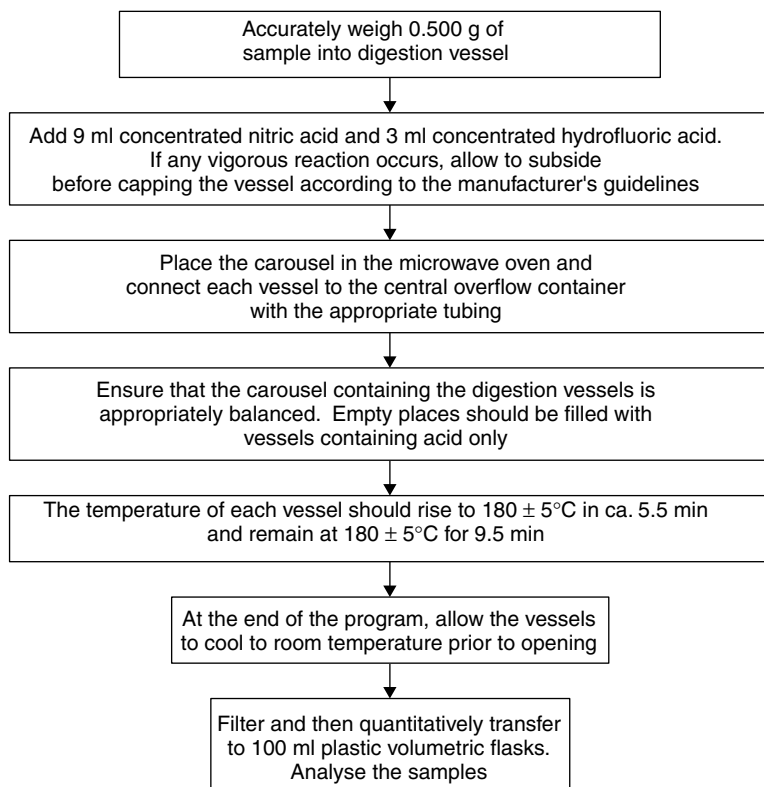 Accurately weigh 0.500 g of
sample into digestion vessel
Add 9 ml concentrated nitric acid and 3 ml concentrated hydrofluoric acid.
If any vigorous reaction occurs, allow to subside
before capping the vessel according to the manufacturer's guidelines
Place the carousel in the microwave oven and
connect each vessel to the central overflow container
with the appropriate tubing
Ensure that the carousel containing the digestion vessels is
appropriately balanced. Empty places should be filled with
vessels containing acid only
The temperature of each vessel should rise to 180 ± 5°C in ca. 5.5 min
and remain at 180 ± 5°C for 9.5 min
At the end of the program, allow the vessels
to cool to room temperature prior to opening
Filter and then quantitatively transfer
to 100 ml plastic volumetric flasks.
Analyse the samples